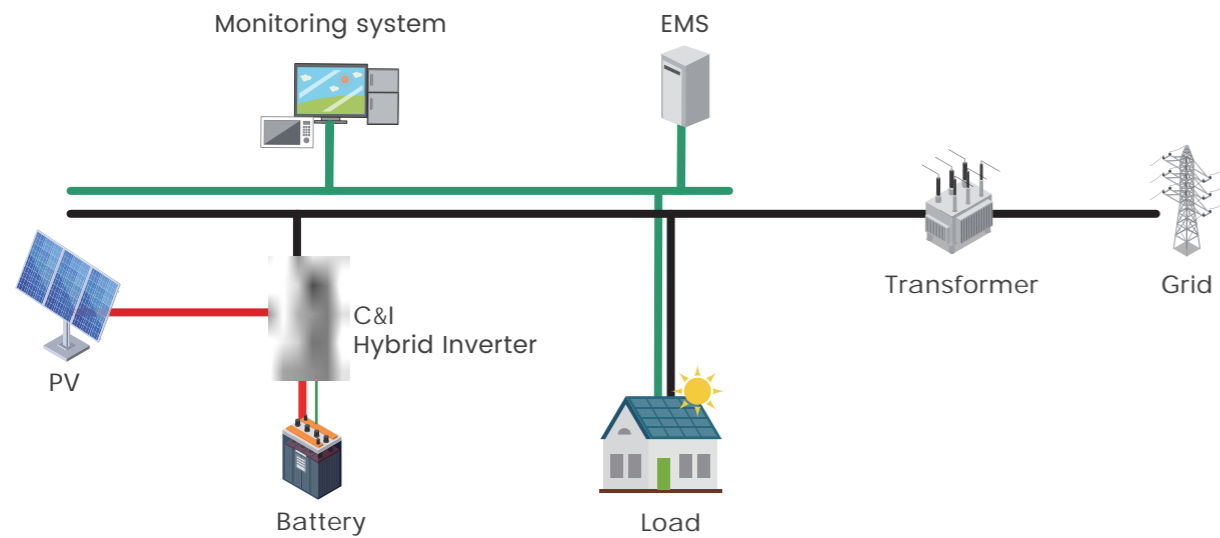 Monitoring system
EMS
Transformer
Grid
C&I
Hybrid Inverter
PV
Battery
Load